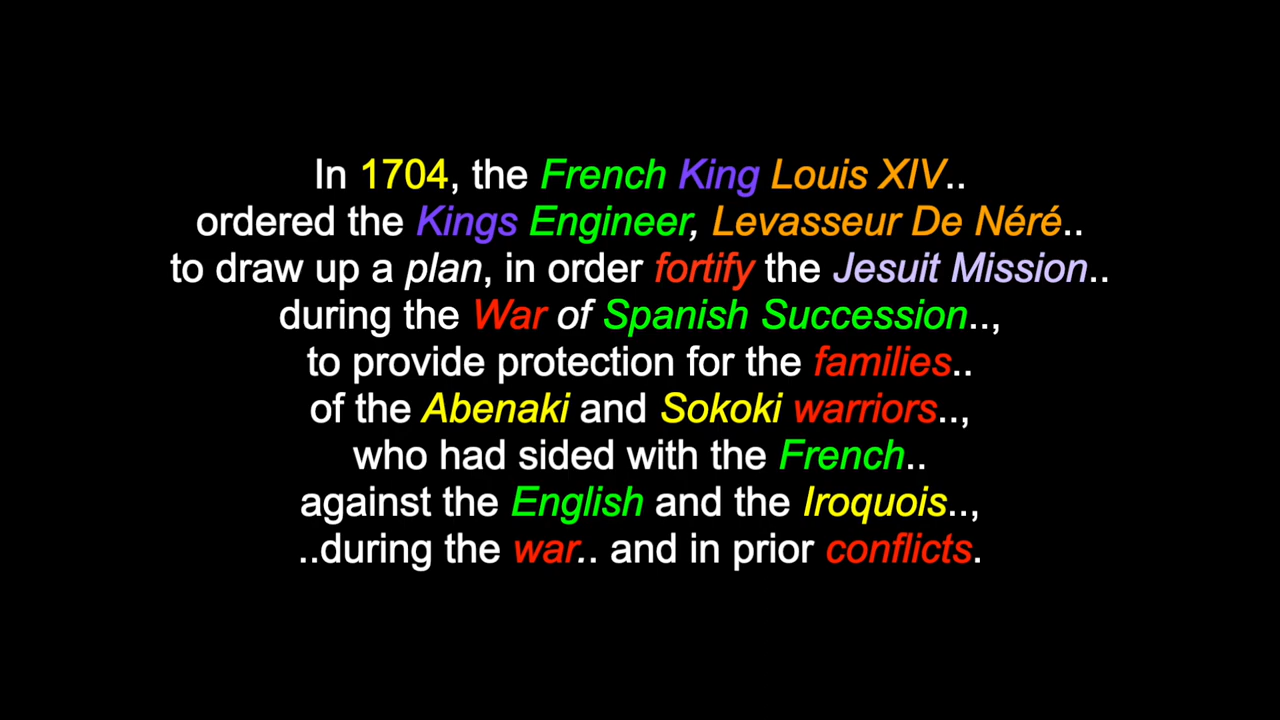 In 1704, the French King Louis XIV..
ordered the Kings Engineer, Levasseur De Néré..
to draw up a plan, in order fortify the Jesuit Mission..
during the War of Spanish Succession..,
to provide protection for the families..
of the Abenaki and Sokoki warriors..,
who had sided with the French..
against the English and the Iroquois..,
..during the war.. and in prior conflicts.